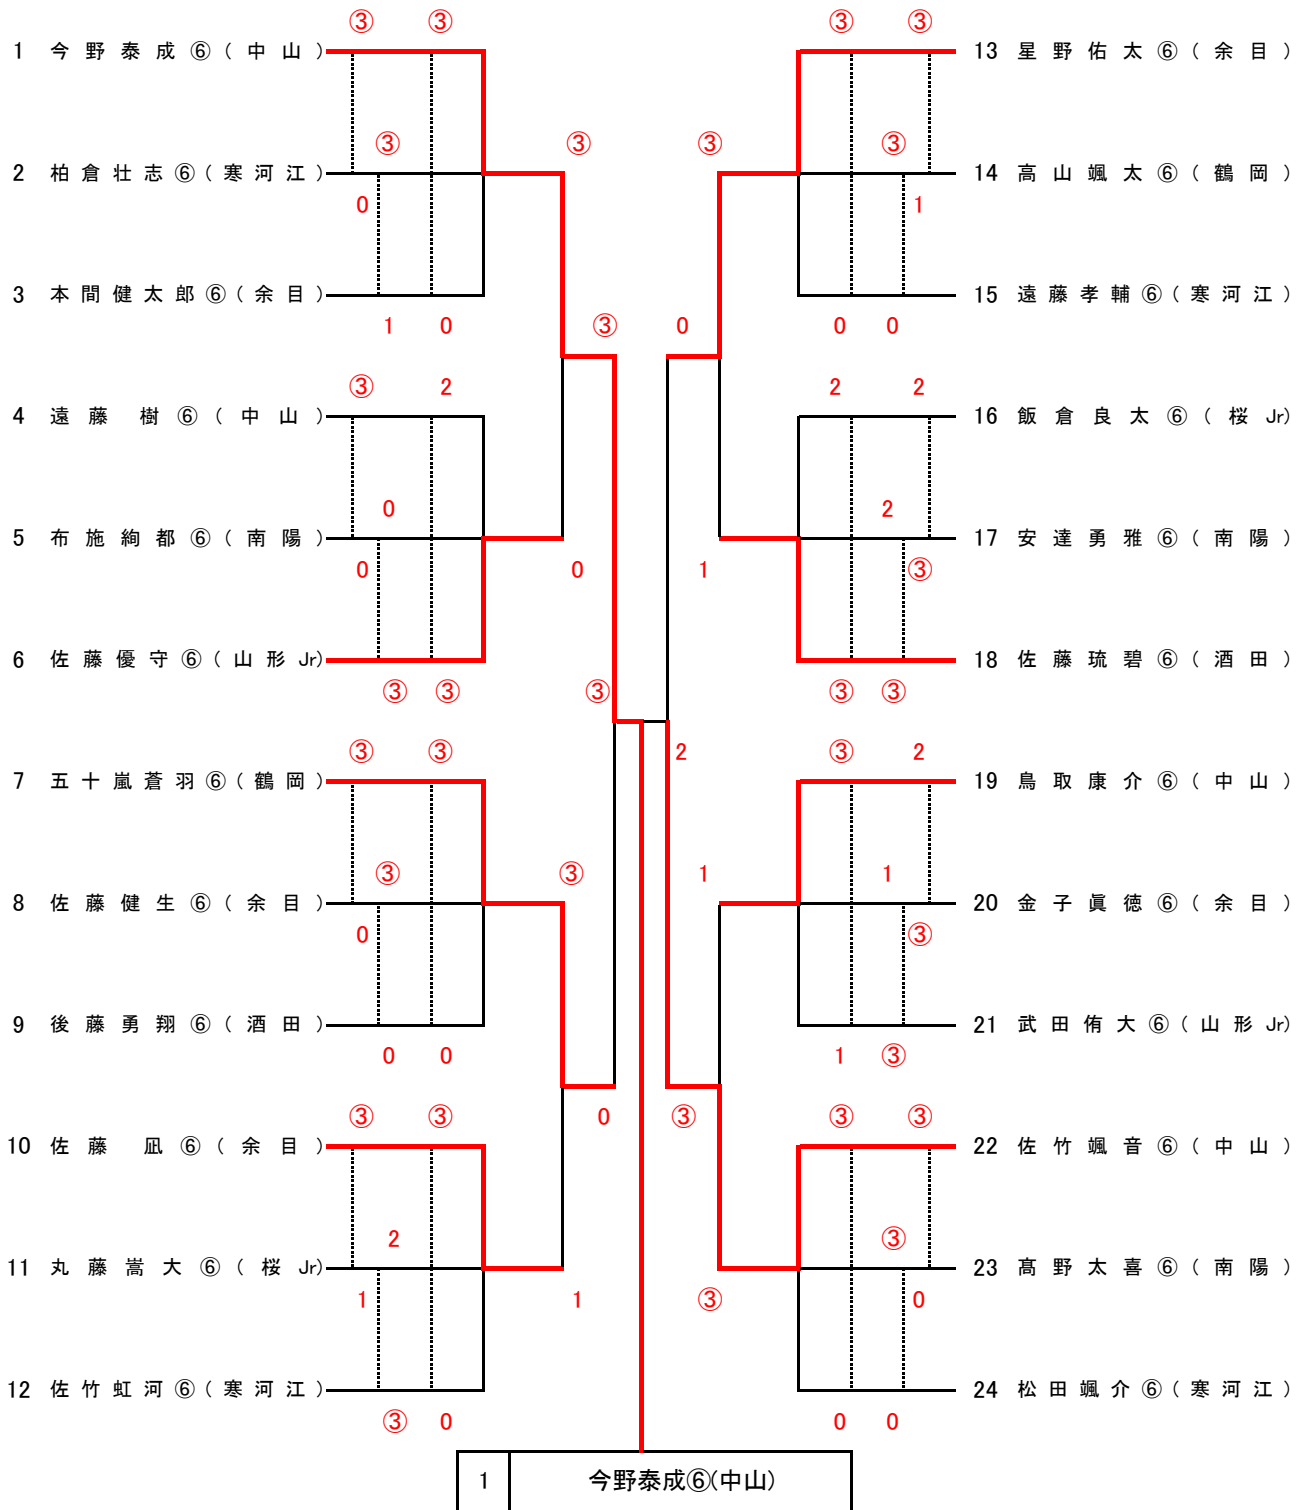 ③ ③ ③ ③
1 今野泰成⑥(中山) 13 星野佑太⑥(余目)
③ ③ ③ ③
2 柏倉壮志⑥(寒河江) 14 高山颯太⑥(鶴岡)
0 1
3 本間健太郎⑥(余目) 15 遠藤孝輔⑥(寒河江)
1 0 ③ 0 0 0
③ 2 2 2
4 遠藤 樹⑥(中山) 16 飯倉良太⑥(桜Jr)
0 2
5 布施絢都⑥(南陽) 17 安達勇雅⑥(南陽)
0 0 1 ③
6 佐藤優守⑥(山形Jr) 18 佐藤琉碧⑥(酒田)
③ ③ ③ ③ ③
③ ③ 2 ③ 2
7 五十嵐蒼羽⑥(鶴岡) 19 鳥取康介⑥(中山)
③ ③ 1 1
8 佐藤健生⑥(余目) 20 金子眞徳⑥(余目)
0 ③
9 後藤勇翔⑥(酒田) 21 武田侑大⑥(山形Jr)
0 0 1 ③
③ ③ 0 ③ ③ ③
10 佐藤 凪⑥(余目) 22 佐竹颯音⑥(中山)
2 ③
11 丸藤嵩大⑥(桜Jr) 23 髙野太喜⑥(南陽)
1 1 ③ 0
12 佐竹虹河⑥(寒河江) 24 松田颯介⑥(寒河江)
③ 0 0 0
1 今野泰成⑥(中山)